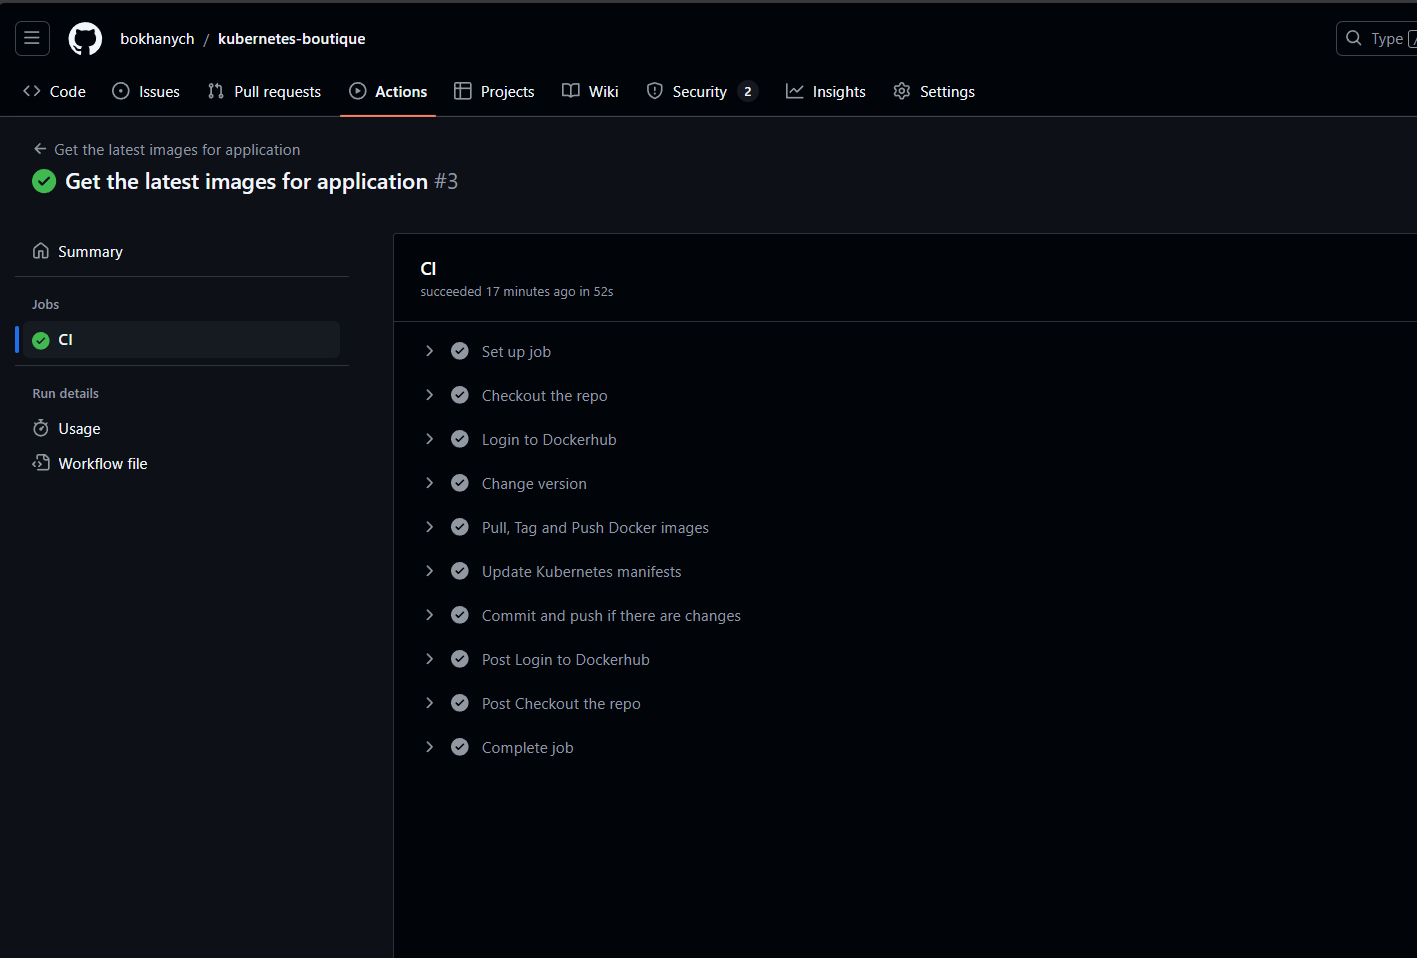 bokhanych / kubernetes-boutique
Type /
Code Issues Pull requests Actions Projects Wiki Security 2 Insights Settings
Get the latest images for application
Get the latest images for application #3
Summary
Jobs
CI
Run details
Usage
Workflow file
CI
succeeded 17 minutes ago in 52s
Set up job
Checkout the repo
Login to Dockerhub
Change version
Pull, Tag and Push Docker images
Update Kubernetes manifests
Commit and push if there are changes
Post Login to Dockerhub
Post Checkout the repo
Complete job